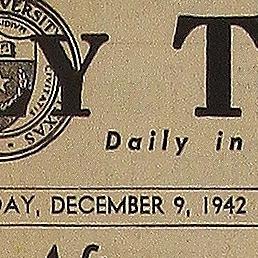 Y T
Daily in
DAY, DECEMBER 9, 1942